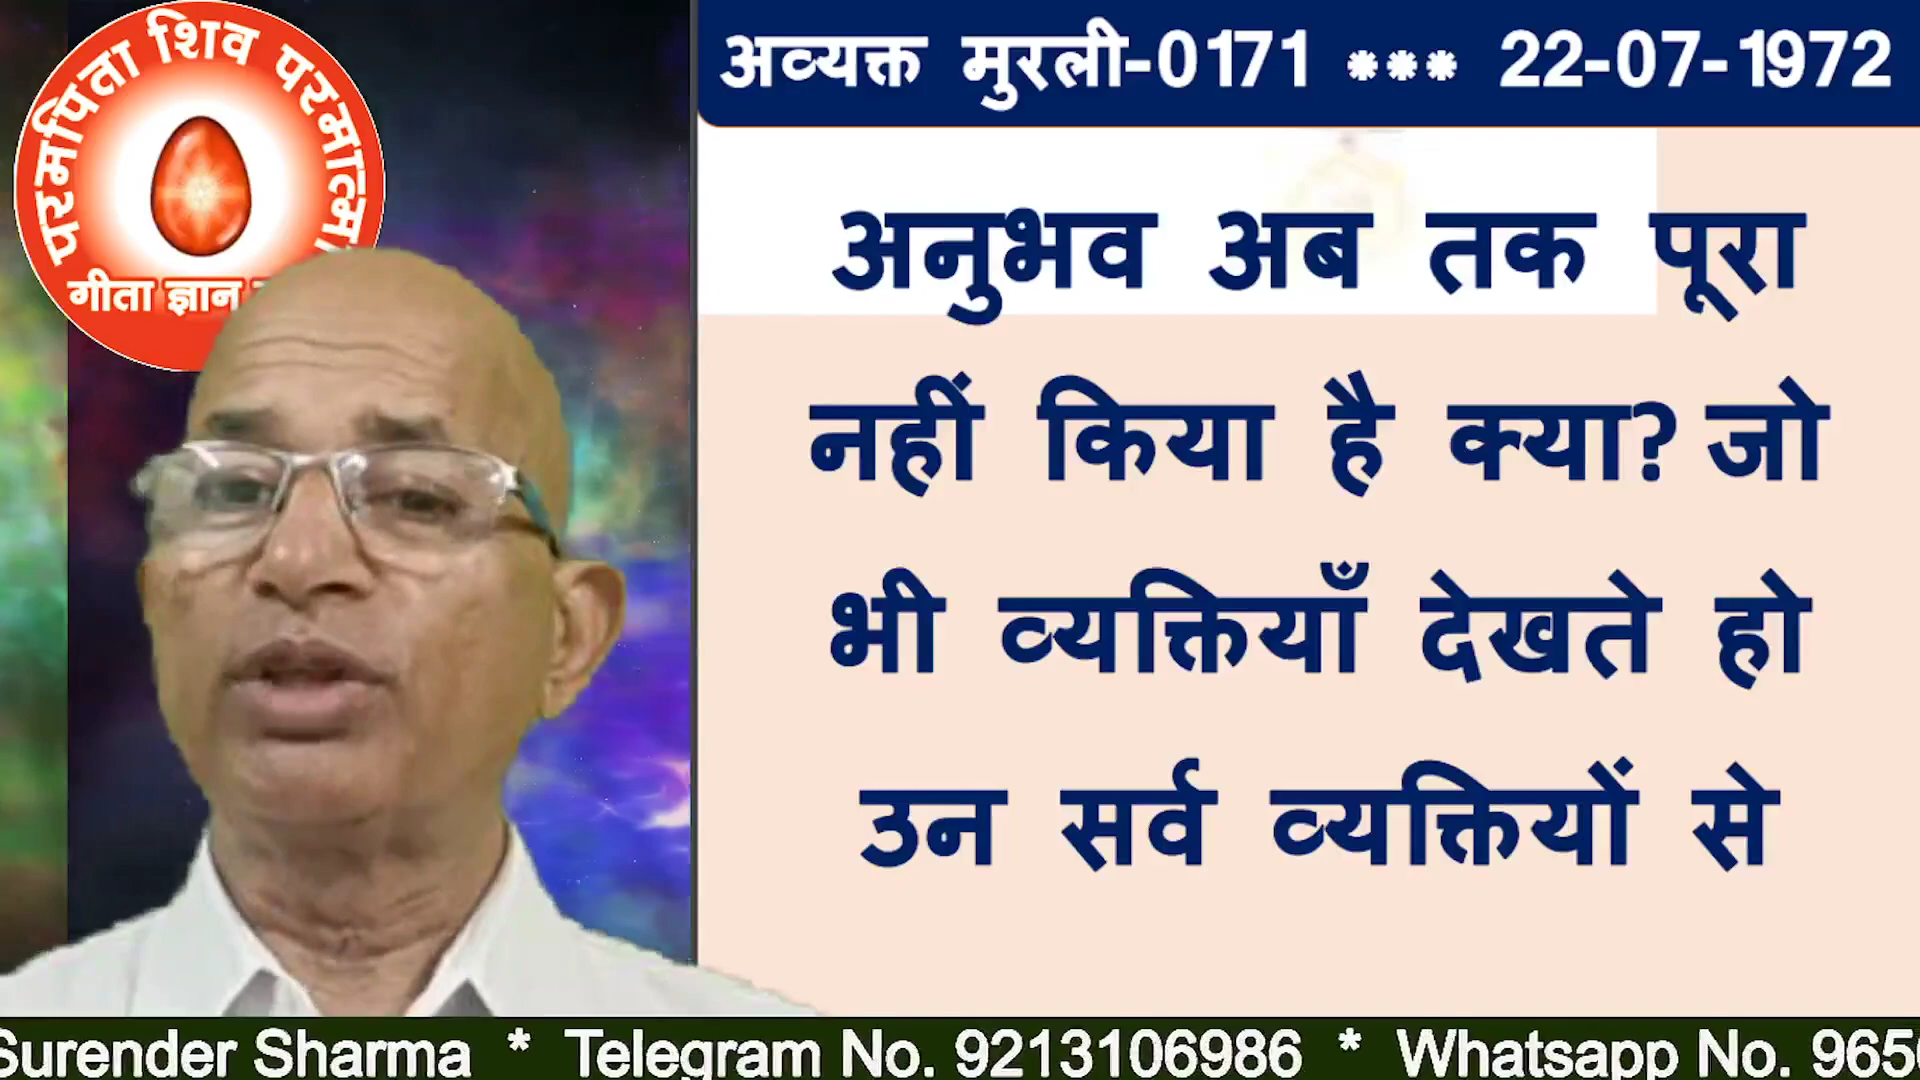 परमपिता शिव परमात्मा
गीता ज्ञान
अव्यक्त मुरली-0171 *** 22-07-1972
अनुभव अब तक पूरा
नहीं किया है क्या? जो
भी व्यक्तियाँ देखते हो
उन सर्व व्यक्तियों से
Surender Sharma * Telegram No. 9213106986 * Whatsapp No. 965